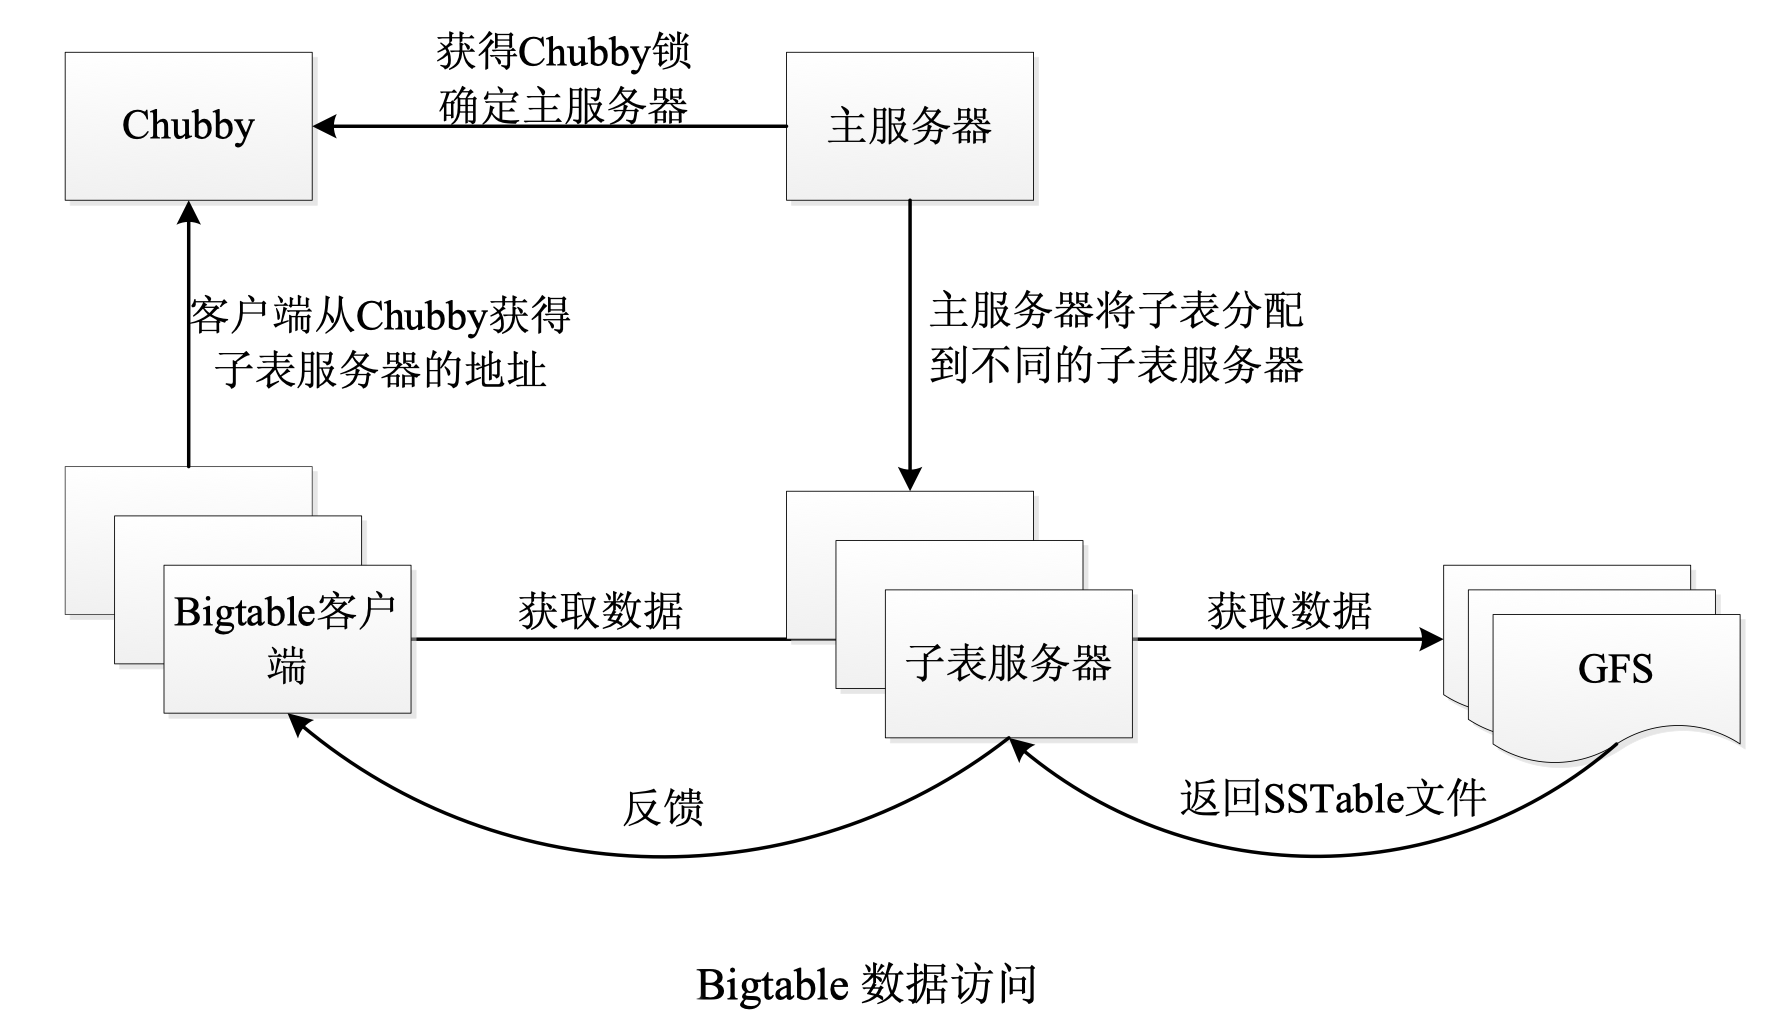 获得Chubby锁
确定主服务器
Chubby
主服务器
客户端从Chubby获得
子表服务器的地址
主服务器将子表分配
到不同的子表服务器
Bigtable客户
端
获取数据
子表服务器
获取数据
GFS
反馈
返回SSTable文件
Bigtable 数据访问